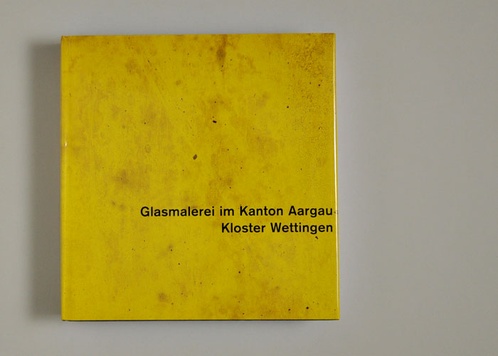 Glasmalerei im Kanton Aargau
Kloster Wettingen